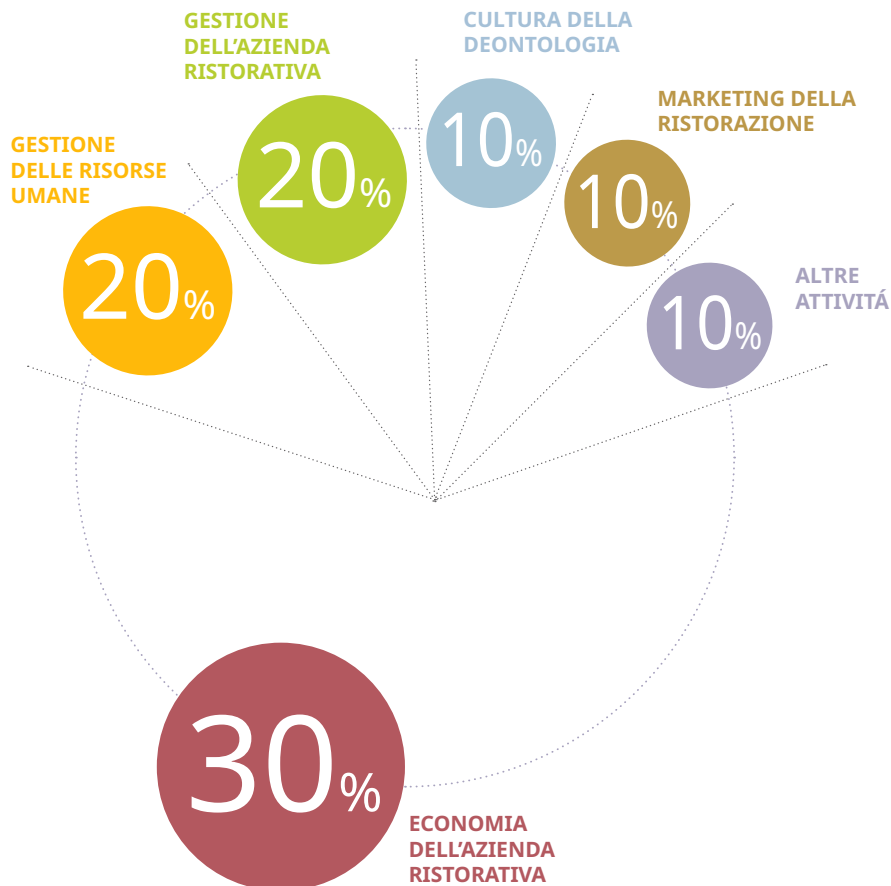 GESTIONE
DELL'AZIENDA
RISTORATIVA
20%
CULTURA DELLA
DEONTOLOGIA
10%
MARKETING DELLA
RISTORAZIONE
10%
GESTIONE
DELLE RISORSE
UMANE
20%
ALTRE
ATTIVITÁ
10%
30%
ECONOMIA
DELL'AZIENDA
RISTORATIVA